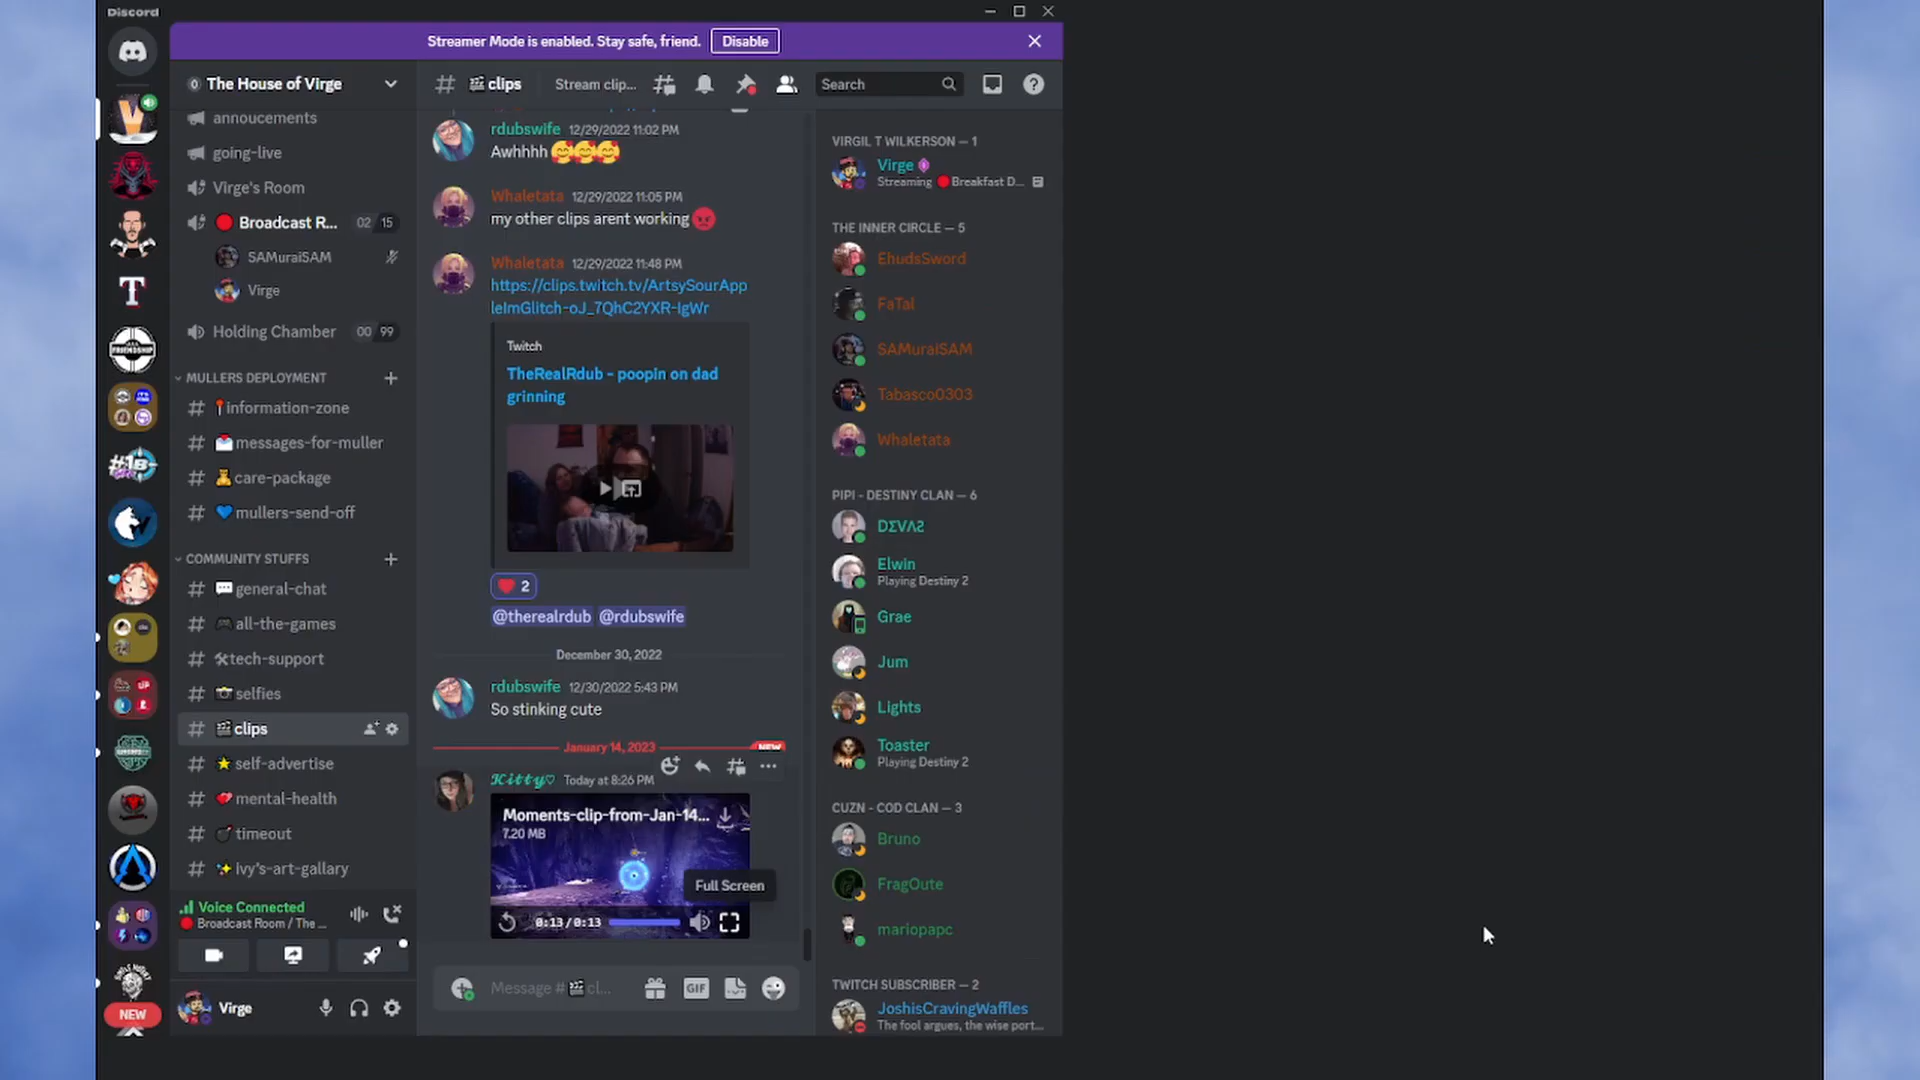 Discord
Streamer Mode is enabled. Stay safe, friend.
Disable
The House of Virge
annoucements
going-live
Virge's Room
Broadcast R...
02 15
SAMuraiSAM
Virge
Holding Chamber
00 99
MULLERS DEPLOYMENT
information-zone
messages-for-muller
care-package
mullers-send-off
COMMUNITY STUFFS
general-chat
all-the-games
tech-support
selfies
clips
self-advertise
mental-health
timeout
ivy's-art-gallary
Voice Connected
Broadcast Room / The ...
Virge
NEW
clips
Stream clip...
Search
rdubswife 12/29/2022 11:02 PM
Awhhhh
Whaletata 12/29/2022 11:05 PM
my other clips arent working
Whaletata 12/29/2022 11:48 PM
https://clips.twitch.tv/ArtsySourApp
leImGlitch-oJ_7QhC2YXR-IgWr
Twitch
TheRealRdub - poopin on dad
grinning
2
@therealrdub @rdubswife
December 30, 2022
rdubswife 12/30/2022 5:43 PM
So stinking cute
January 14, 2023
NEW
𝓚𝓲𝓽𝓽𝔂♡ Today at 8:26 PM
Moments-clip-from-Jan-14...
7.20 MB
Full Screen
0:13/0:13
Message # cl...
GIF
VIRGIL T WILKERSON — 1
Virge
Streaming Breakfast D...
THE INNER CIRCLE — 5
EhudsSword
FaTal
SAMuraiSAM
Tabasco0303
Whaletata
PIPI - DESTINY CLAN — 6
DΣVΛ2
Elwin
Playing Destiny 2
Grae
Jum
Lights
Toaster
Playing Destiny 2
CUZN - COD CLAN — 3
Bruno
FragOute
mariopapc
TWITCH SUBSCRIBER — 2
JoshisCravingWaffles
The fool argues, the wise port...